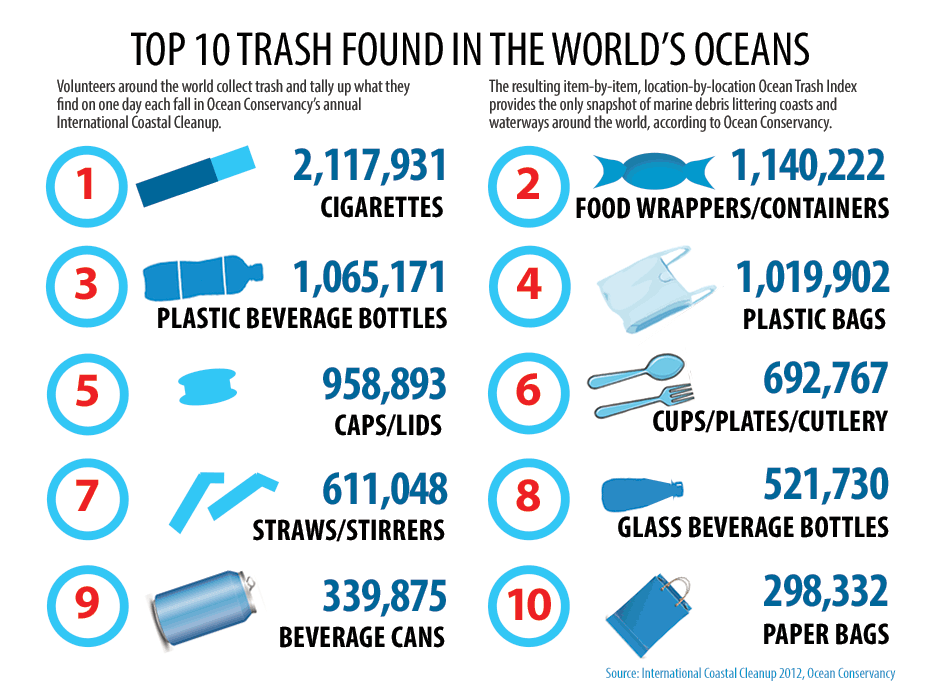 TOP 10 TRASH FOUND IN THE WORLD'S OCEANS
Volunteers around the world collect trash and tally up what they
find on one day each fall in Ocean Conservancy's annual
International Coastal Cleanup.
The resulting item-by-item, location-by-location Ocean Trash Index
provides the only snapshot of marine debris littering coasts and
waterways around the world, according to Ocean Conservancy.
1
2,117,931
CIGARETTES
2
1,140,222
FOOD WRAPPERS/CONTAINERS
3
1,065,171
PLASTIC BEVERAGE BOTTLES
4
1,019,902
PLASTIC BAGS
5
958,893
CAPS/LIDS
6
692,767
CUPS/PLATES/CUTLERY
7
611,048
STRAWS/STIRRERS
8
521,730
GLASS BEVERAGE BOTTLES
9
339,875
BEVERAGE CANS
10
298,332
PAPER BAGS
Source: International Coastal Cleanup 2012, Ocean Conservancy